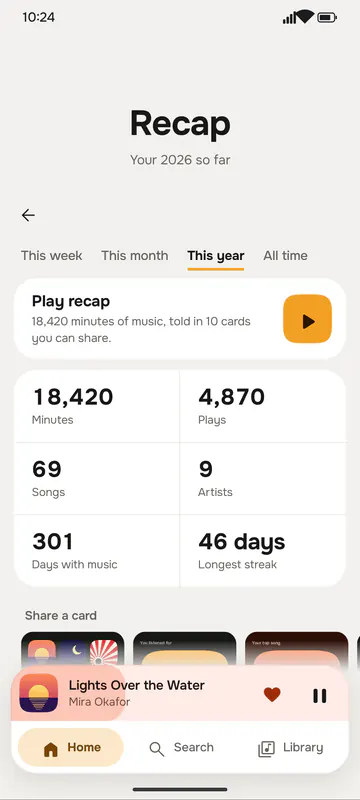 10:24
Recap
Your 2026 so far
This week This month This year All time
Play recap
18,420 minutes of music, told in 10 cards
you can share.
18,420 4,870
Minutes Plays
69 9
Songs Artists
301 46 days
Days with music Longest streak
Share a card
You listened for Your top song
Lights Over the Water
Mira Okafor
Home Search Library